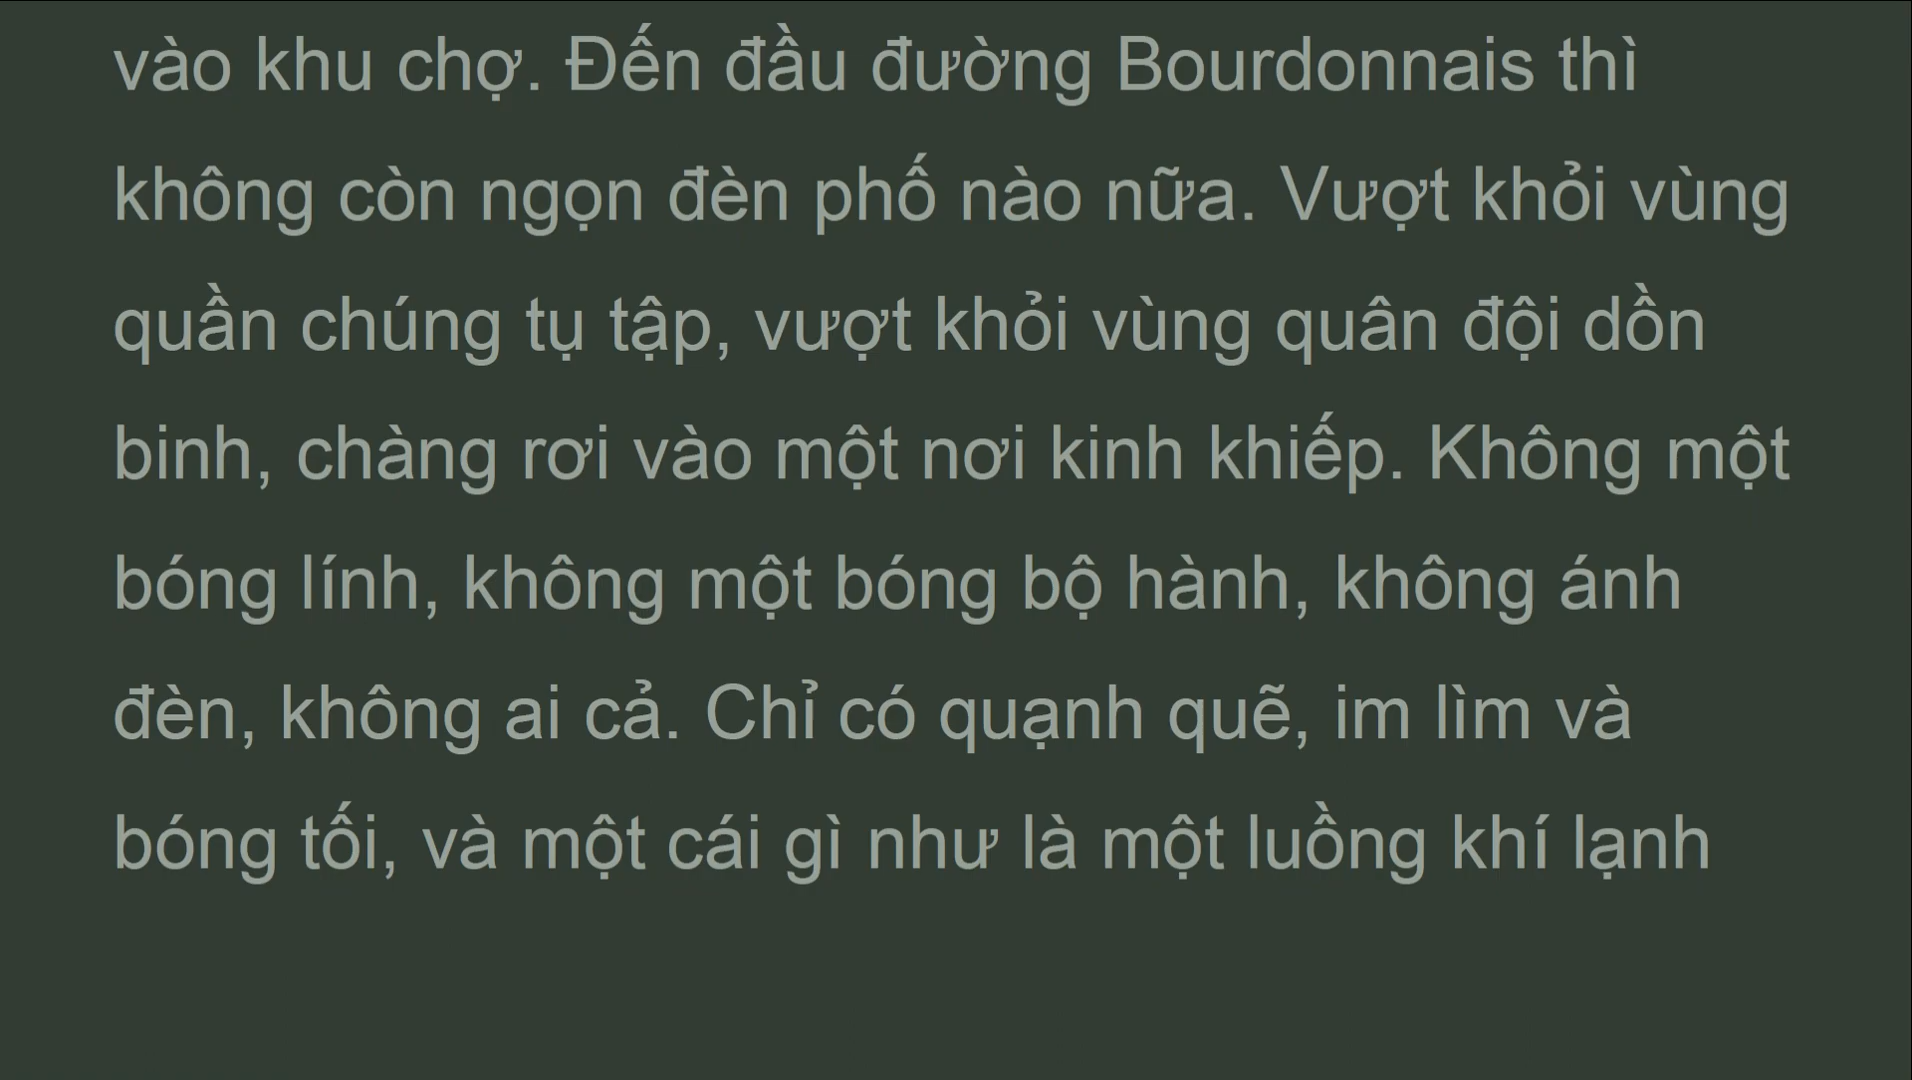 vào khu chợ. Đến đầu đường Bourdonnais thì
không còn ngọn đèn phố nào nữa. Vượt khỏi vùng
quần chúng tụ tập, vượt khỏi vùng quân đội dồn
binh, chàng rơi vào một nơi kinh khiếp. Không một
bóng lính, không một bóng bộ hành, không ánh
đèn, không ai cả. Chỉ có quạnh quẽ, im lìm và
bóng tối, và một cái gì như là một luồng khí lạnh